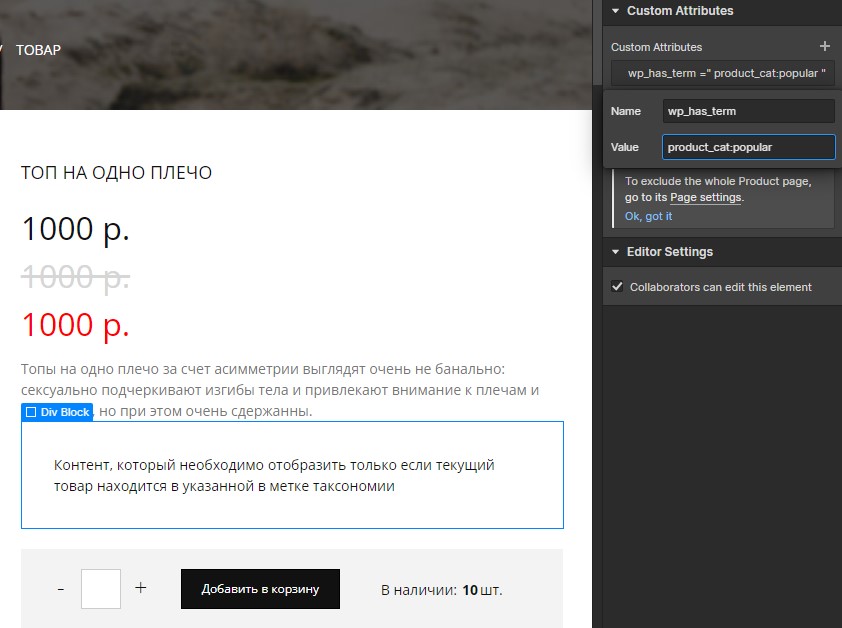 ТОВАР
ТОП НА ОДНО ПЛЕЧО
1000 р.
1000 р.
1000 р.
Топы на одно плечо за счет асимметрии выглядят очень не банально:
сексуально подчеркивают изгибы тела и привлекают внимание к плечам и
но при этом очень сдержанны.
Div Block
Контент, который необходимо отобразить только если текущий
товар находится в указанной в метке таксономии
- +
Добавить в корзину
В наличии: 10 шт.
Custom Attributes
Custom Attributes +
wp_has_term =" product_cat:popular "
Name wp_has_term
Value product_cat:popular
To exclude the whole Product page,
go to its Page settings.
Ok, got it
Editor Settings
Collaborators can edit this element